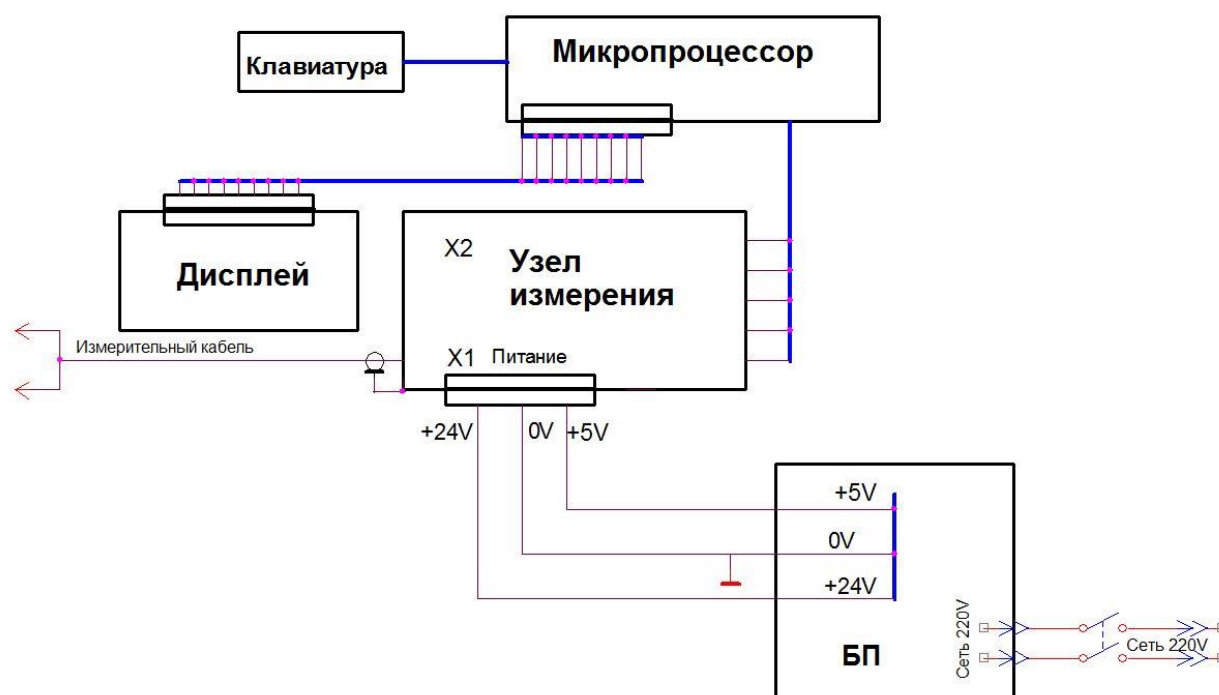 Микропроцессор
Клавиатура
X2
Узел
измерения
Дисплей
Измерительный кабель
X1 Питание
+24V
0V
+5V
+5V
0V
+24V
БП
Сеть 220V
Сеть 220V